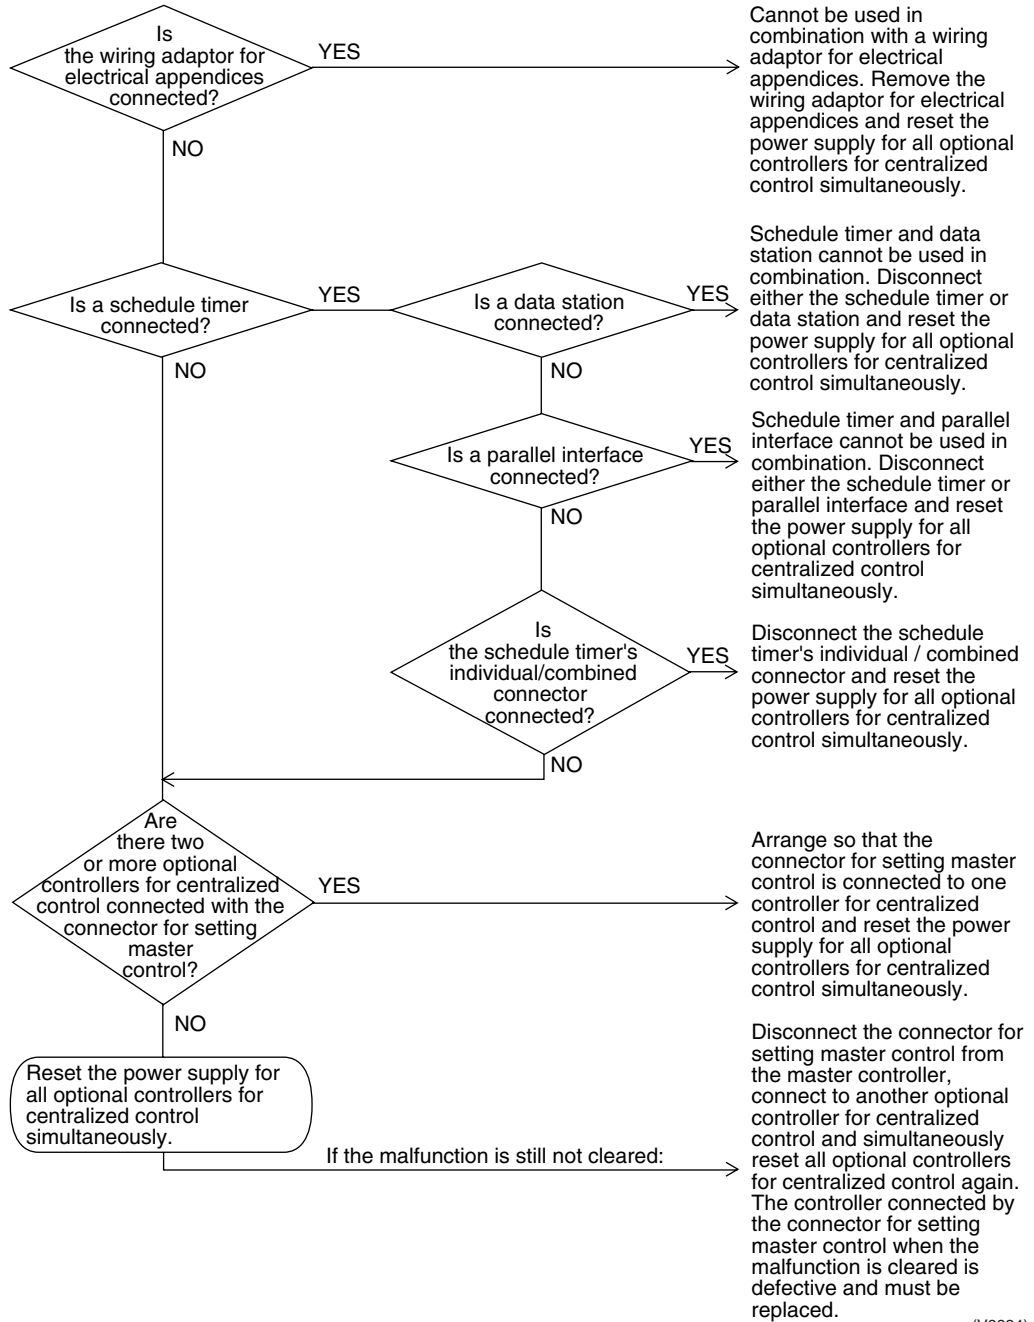 Is
the wiring adaptor for
electrical appendices
connected?
YES
Cannot be used in
combination with a wiring
adaptor for electrical
appendices. Remove the
wiring adaptor for electrical
appendices and reset the
power supply for all optional
controllers for centralized
control simultaneously.
NO
Is a schedule timer
connected?
YES
Is a data station
connected?
YES
Schedule timer and data
station cannot be used in
combination. Disconnect
either the schedule timer or
data station and reset the
power supply for all optional
controllers for centralized
control simultaneously.
NO
NO
Is a parallel interface
connected?
YES
Schedule timer and parallel
interface cannot be used in
combination. Disconnect
either the schedule timer or
parallel interface and reset
the power supply for all
optional controllers for
centralized control
simultaneously.
NO
Is
the schedule timer's
individual/combined
connector
connected?
YES
Disconnect the schedule
timer's individual / combined
connector and reset the
power supply for all optional
controllers for centralized
control simultaneously.
NO
Are
there two
or more optional
controllers for centralized
control connected with the
connector for setting
master
control?
YES
Arrange so that the
connector for setting master
control is connected to one
controller for centralized
control and reset the power
supply for all optional
controllers for centralized
control simultaneously.
NO
Reset the power supply for
all optional controllers for
centralized control
simultaneously.
If the malfunction is still not cleared:
Disconnect the connector for
setting master control from
the master controller,
connect to another optional
controller for centralized
control and simultaneously
reset all optional controllers
for centralized control again.
The controller connected by
the connector for setting
master control when the
malfunction is cleared is
defective and must be
replaced.